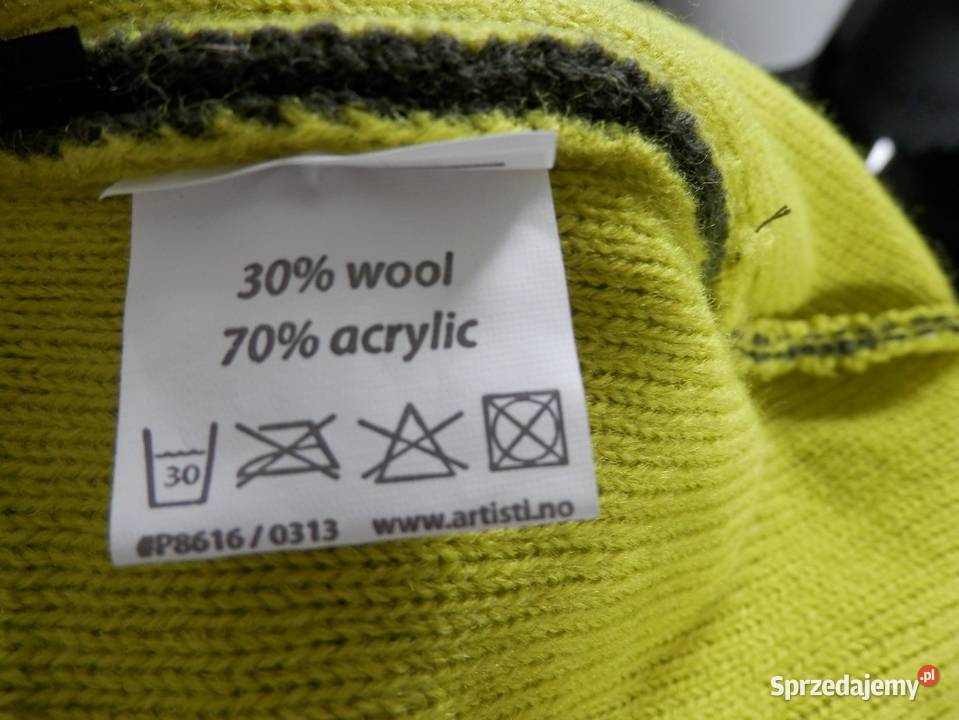 30% wool
70% acrylic
30
#P8616 / 0313 www.artisti.no
Sprzedajemy.pl